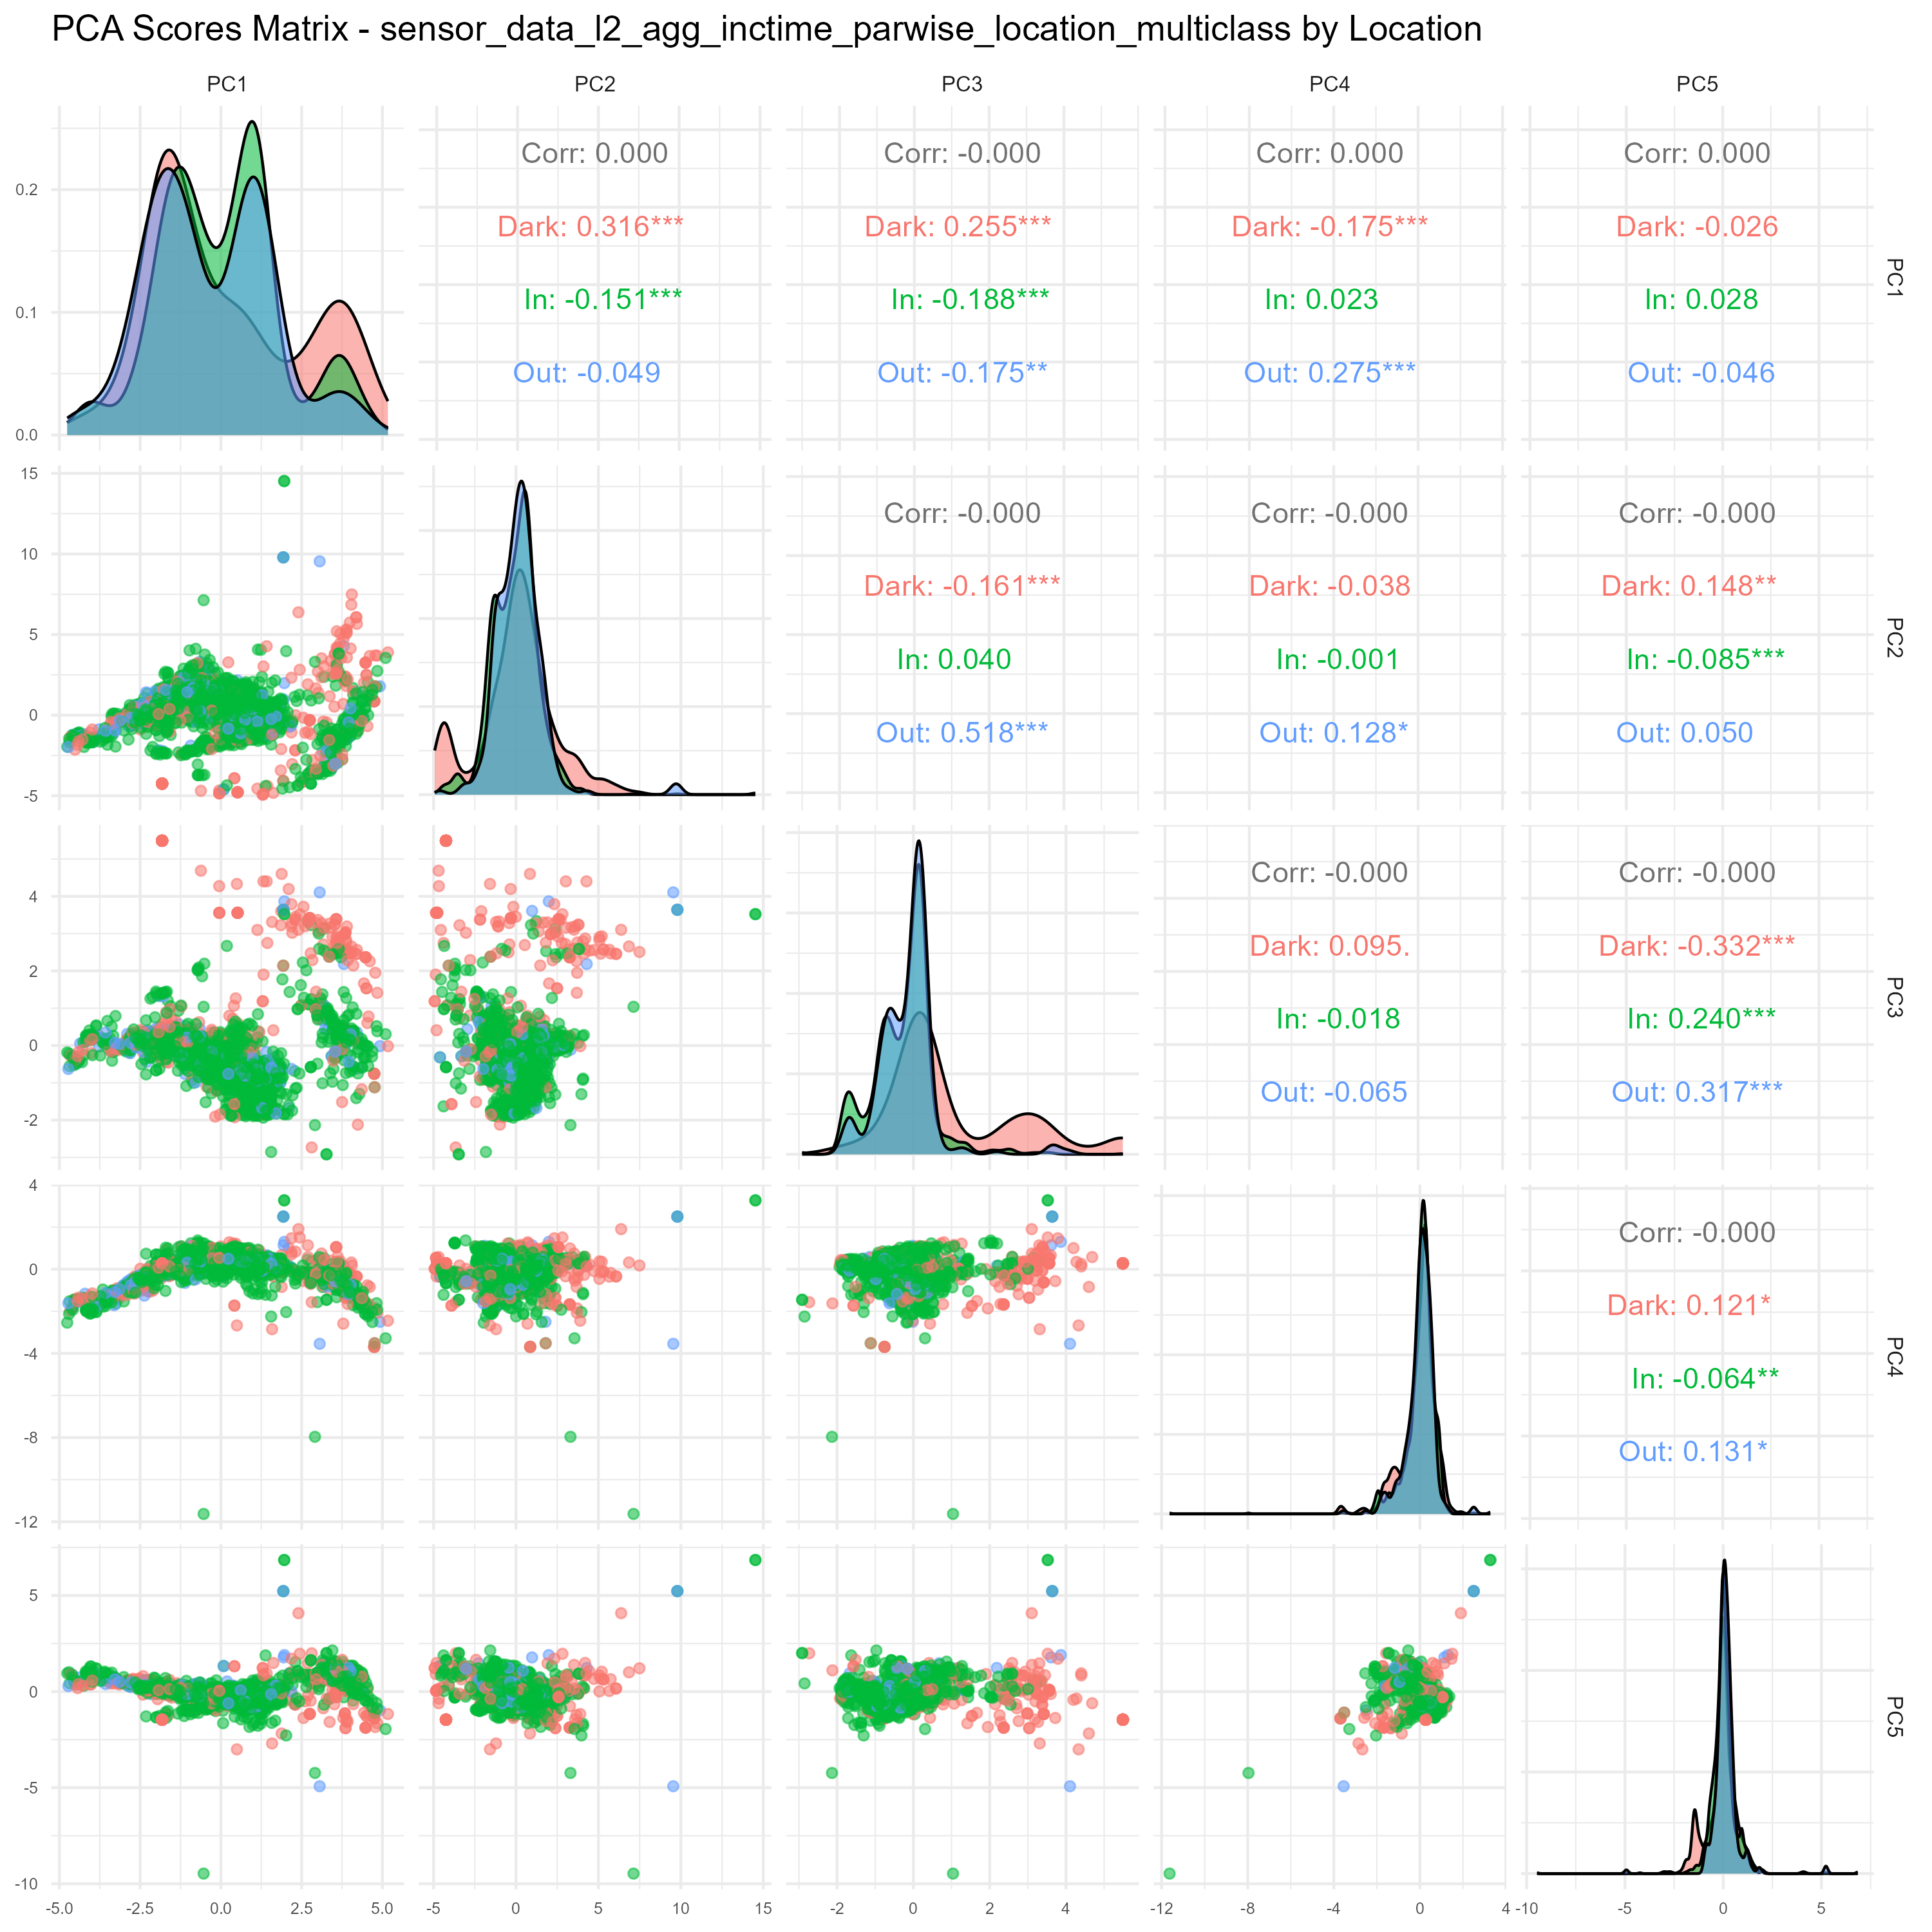 PCA Scores Matrix - sensor_data_l2_agg_inctime_parwise_location_multiclass by Location
PC1 PC2 PC3 PC4 PC5
0.2
0.1
0.0
Corr: 0.000
Dark: 0.316***
In: -0.151***
Out: -0.049
Corr: -0.000
Dark: 0.255***
In: -0.188***
Out: -0.175**
Corr: 0.000
Dark: -0.175***
In: 0.023
Out: 0.275***
Corr: 0.000
Dark: -0.026
In: 0.028
Out: -0.046
PC1
15
10
5
0
-5
Corr: -0.000
Dark: -0.161***
In: 0.040
Out: 0.518***
Corr: -0.000
Dark: -0.038
In: -0.001
Out: 0.128*
Corr: -0.000
Dark: 0.148**
In: -0.085***
Out: 0.050
PC2
4
2
0
-2
Corr: -0.000
Dark: 0.095.
In: -0.018
Out: -0.065
Corr: -0.000
Dark: -0.332***
In: 0.240***
Out: 0.317***
PC3
4
0
-4
-8
-12
Corr: -0.000
Dark: 0.121*
In: -0.064**
Out: 0.131*
PC4
5
0
-5
-10
PC5
-5.0 -2.5 0.0 2.5 5.0
-5 0 5 10 15
-2 0 2 4
-12 -8 -4 0 4
-10 -5 0 5